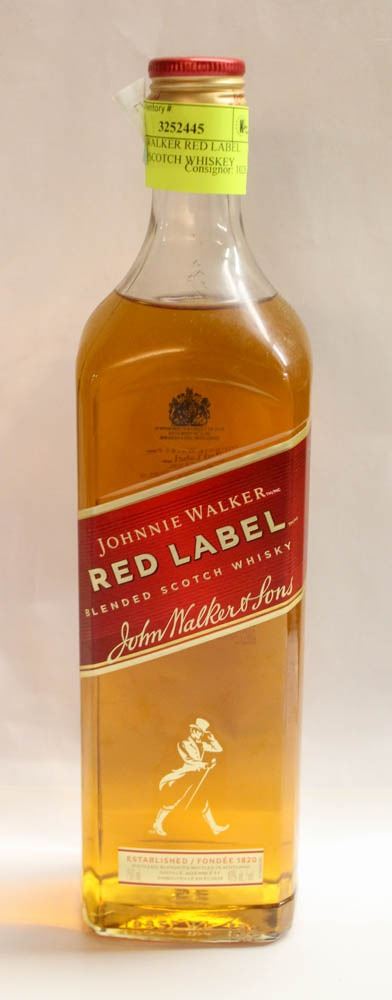 ventory #:
3252445
WALKER RED LABEL
SCOTCH WHISKEY
Consignor:
JOHNNIE WALKER
RED LABEL
BLENDED SCOTCH WHISKY
John Walker & Sons
ESTABLISHED / FONDÉE 1820